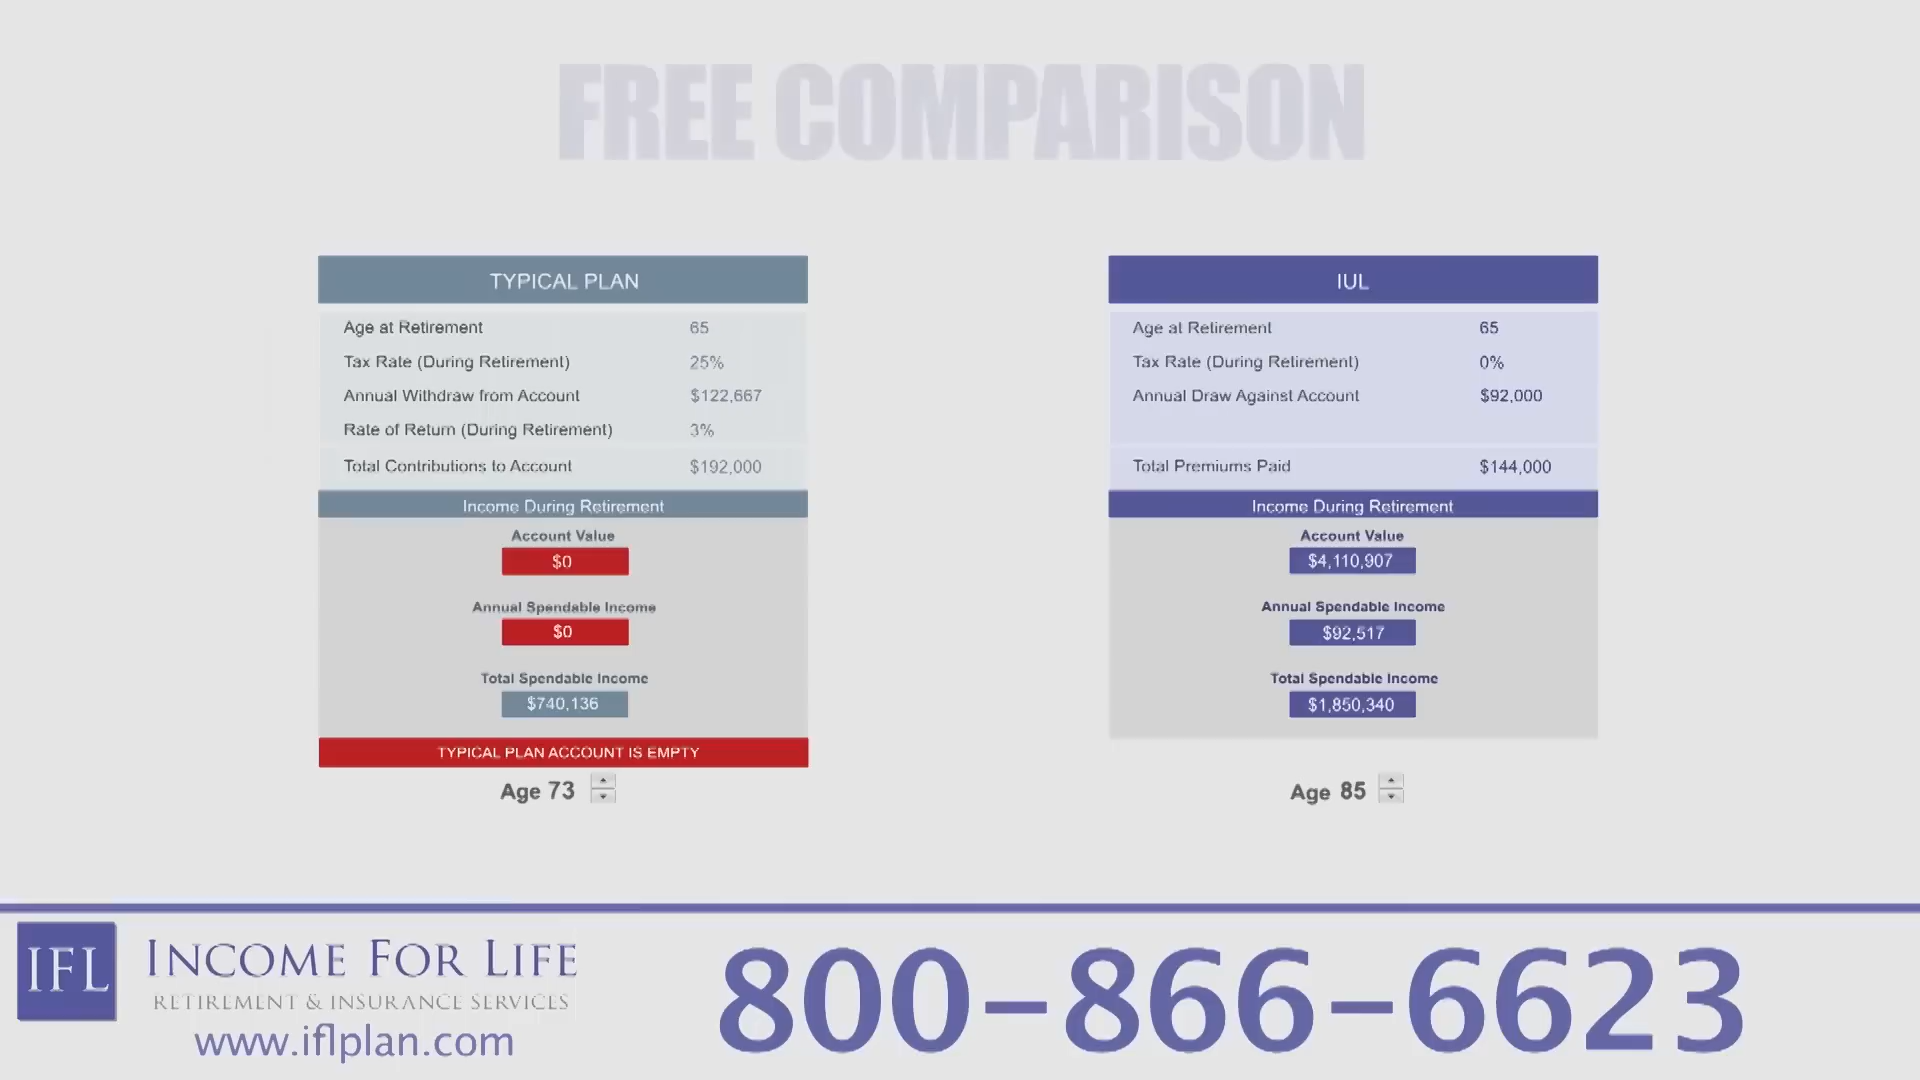 FREE COMPARISON
TYPICAL PLAN
Age at Retirement 65
Tax Rate (During Retirement) 25%
Annual Withdraw from Account $122,667
Rate of Return (During Retirement) 3%
Total Contributions to Account $192,000
Income During Retirement
Account Value
$0
Annual Spendable Income
$0
Total Spendable Income
$740,136
TYPICAL PLAN ACCOUNT IS EMPTY
Age 73
IUL
Age at Retirement 65
Tax Rate (During Retirement) 0%
Annual Draw Against Account $92,000
Total Premiums Paid $144,000
Income During Retirement
Account Value
$4,110,907
Annual Spendable Income
$92,517
Total Spendable Income
$1,850,340
Age 85
IFL
INCOME FOR LIFE
RETIREMENT & INSURANCE SERVICES
www.iflplan.com
800-866-6623